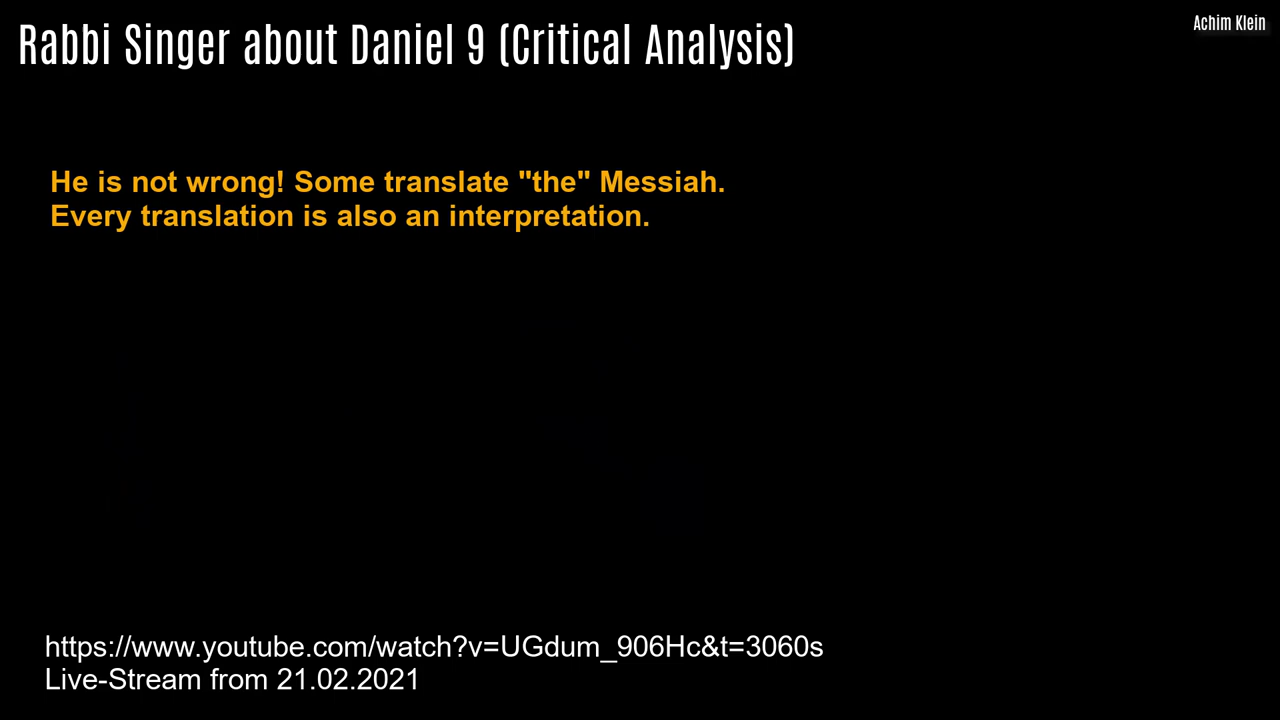 Rabbi Singer about Daniel 9 (Critical Analysis)
Achim Klein
He is not wrong! Some translate "the" Messiah.
Every translation is also an interpretation.
https://www.youtube.com/watch?v=UGdum_906Hc&t=3060s
Live-Stream from 21.02.2021